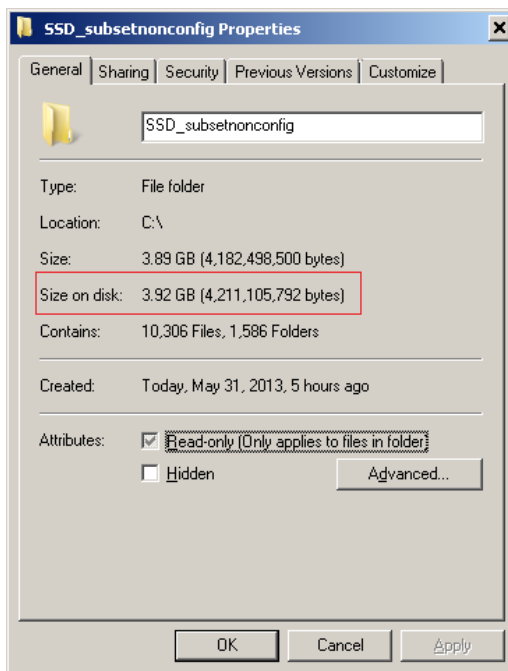 SSD_subsetnonconfig Properties
General Sharing Security Previous Versions Customize
SSD_subsetnonconfig
Type: File folder
Location: C:\
Size: 3.89 GB (4,182,498,500 bytes)
Size on disk: 3.92 GB (4,211,105,792 bytes)
Contains: 10,306 Files, 1,586 Folders
Created: Today, May 31, 2013, 5 hours ago
Attributes: Read-only (Only applies to files in folder)
Hidden Advanced...
OK Cancel Apply